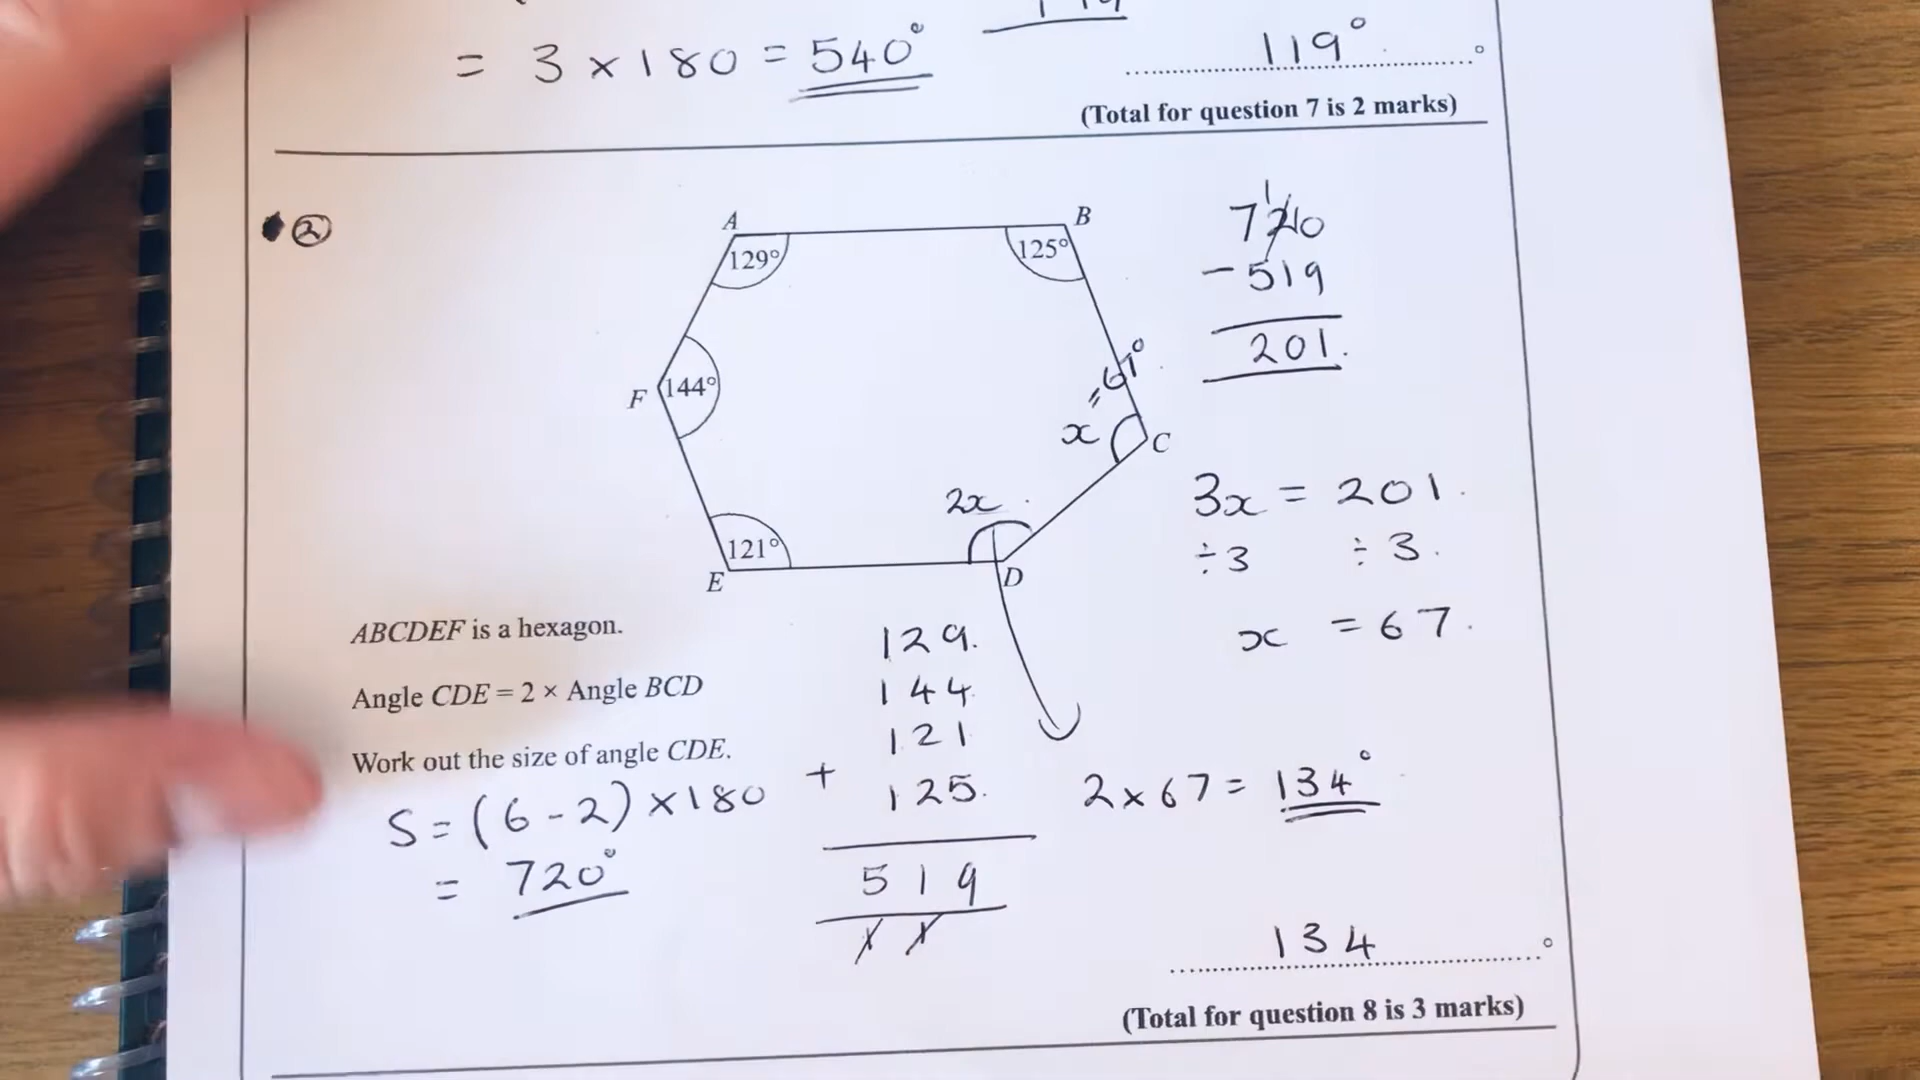 = 3 × 180 = 540°
119° °
(Total for question 7 is 2 marks)
2
A
B
129°
125°
F
144°
x
= 67°
C
2x
121°
E
D
720
- 519
201.
3x = 201.
÷3 ÷ 3.
x = 67.
ABCDEF is a hexagon.
Angle CDE = 2 × Angle BCD
Work out the size of angle CDE.
S = (6 - 2) × 180
= 720°
129.
144
121
+ 125.
519
1 1
2 × 67 = 134°
134 °
(Total for question 8 is 3 marks)